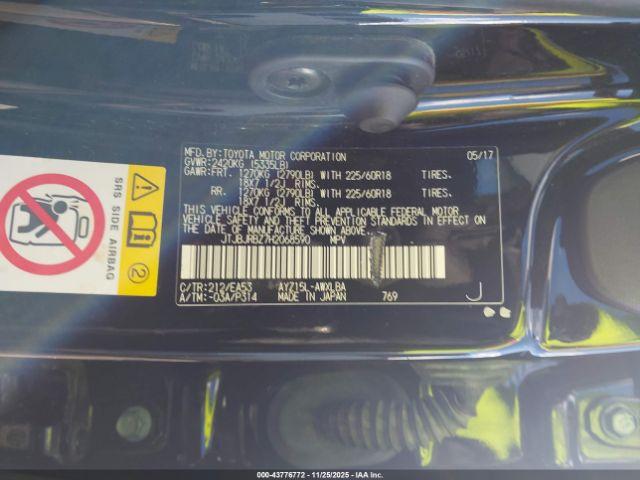 MFD.BY: TOYOTA MOTOR CORPORATION 05/17
GVWR: 2420KG (5335LB)
GAWR: FRT. 1270KG (2790LB) WITH 225/60R18 TIRES.
18X7 1/2J RIMS.
RR. 1270KG (2790LB) WITH 225/60R18 TIRES.
18X7 1/2J RIMS.
THIS VEHICLE CONFORMS TO ALL APPLICABLE FEDERAL MOTOR
VEHICLE SAFETY AND THEFT PREVENTION STANDARDS IN EFFECT ON
THE DATE OF MANUFACTURE SHOWN ABOVE.
JTJBJRBZ7H2068590 MPV
C/TR: 212/EA53 AYZ15L-AWXLBA
A/TM: -03A/P314 MADE IN JAPAN 769 J
SRS SIDE AIRBAG
2
000-43776772 - 11/25/2025 - IAAI, Inc.